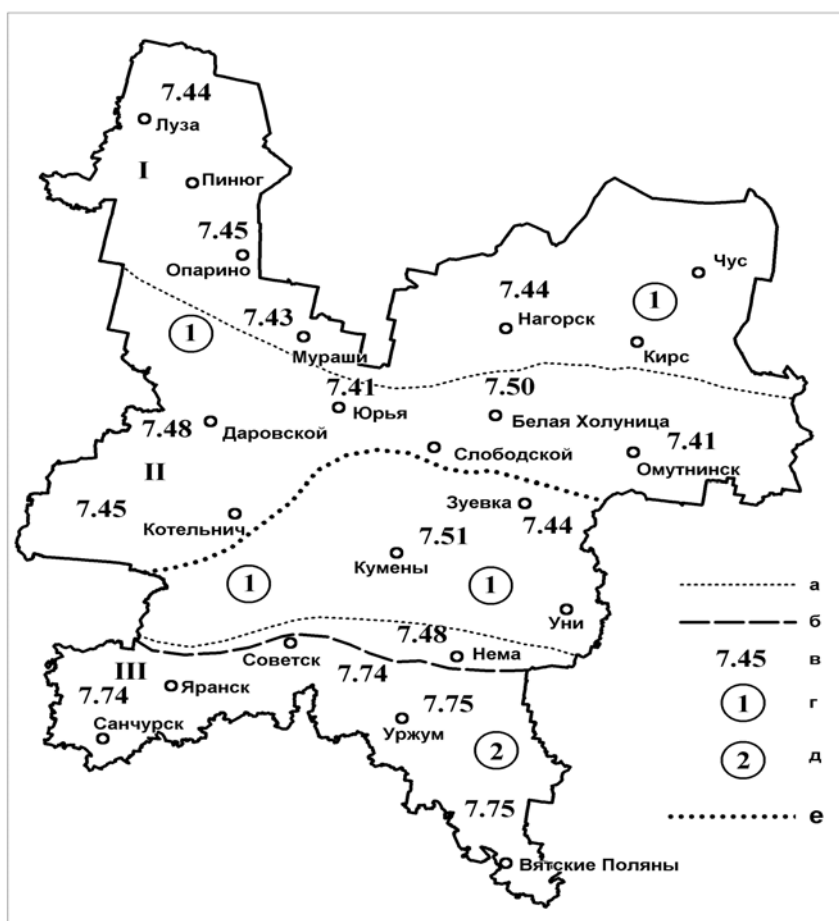 7.44
Луза
I
Пинюг
7.45
Опарино
Чус
7.44
1
7.43
1
Нагорск
Мураши
Кирс
7.41
7.50
Юрья
Белая Холуница
7.48
Даровской
7.41
Слободской
Омутнинск
II
7.45
Зуевка
Котельнич
7.44
7.51
Кумены
1
1
а
Уни
б
7.48
Советск
Нема
7.45 в
III
7.74
Яранск
7.74
7.75
1 г
Санчурск
Уржум
2
2 д
7.75
е
Вятские Поляны